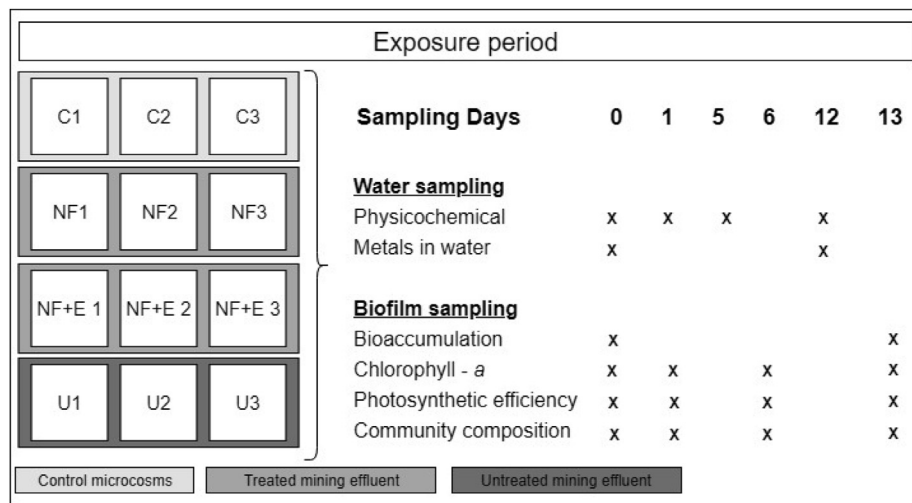 Exposure period
C1 C2 C3
NF1 NF2 NF3
NF+E 1 NF+E 2 NF+E 3
U1 U2 U3
Sampling Days 0 1 5 6 12 13
Water sampling
Physicochemical x x x x
Metals in water x x
Biofilm sampling
Bioaccumulation x x
Chlorophyll - a x x x x
Photosynthetic efficiency x x x x
Community composition x x x x
Control microcosms Treated mining effluent Untreated mining effluent